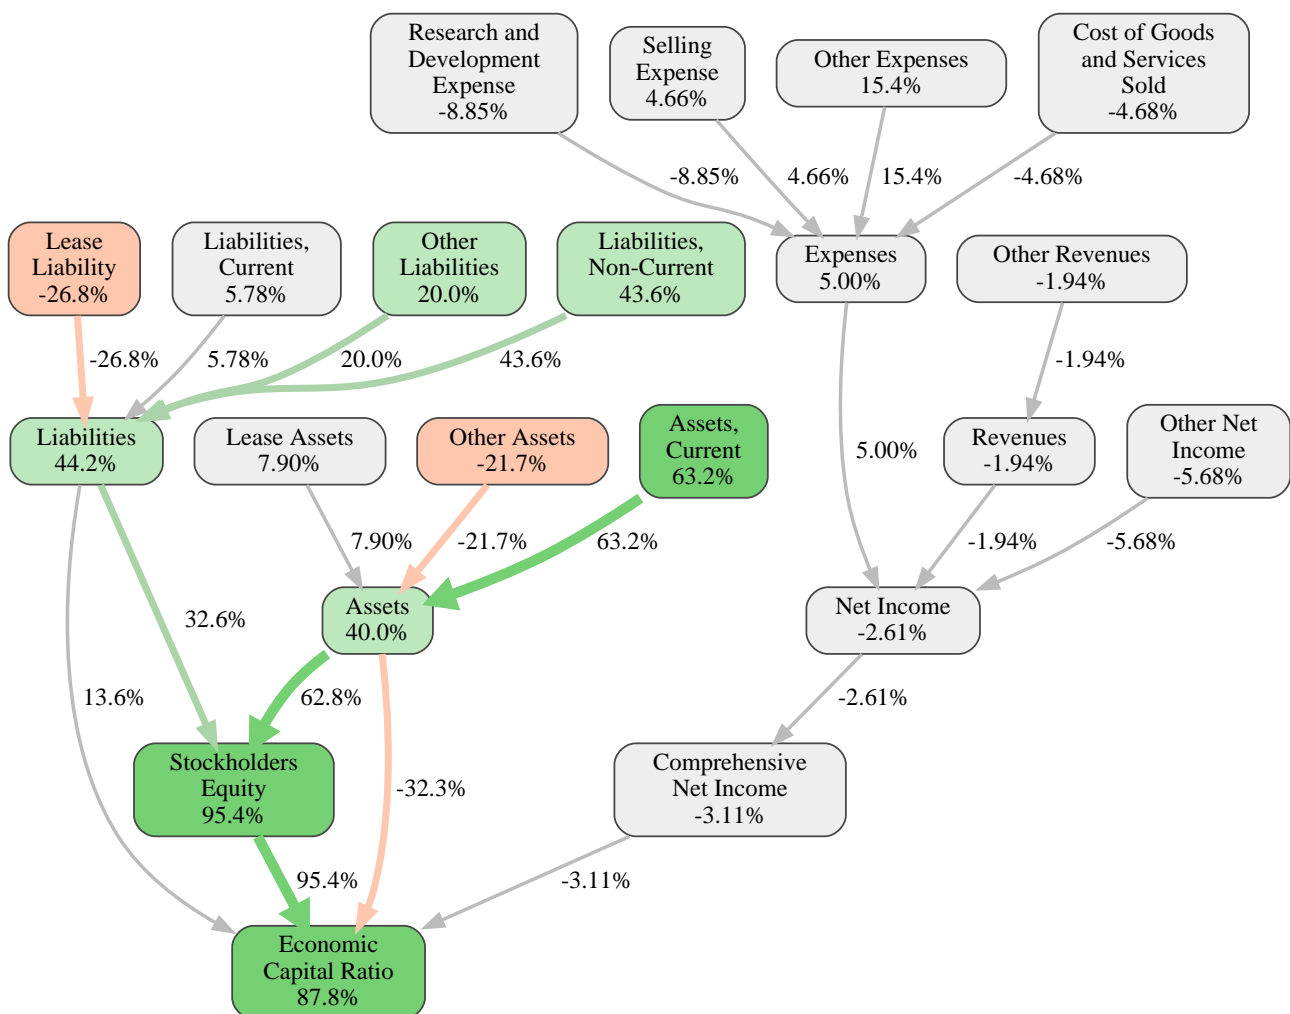 Research and
Development
Expense
-8.85%
Selling
Expense
4.66%
Other Expenses
15.4%
Cost of Goods
and Services
Sold
-4.68%
-8.85%
4.66%
15.4%
-4.68%
Lease
Liability
-26.8%
Liabilities,
Current
5.78%
Other
Liabilities
20.0%
Liabilities,
Non-Current
43.6%
Expenses
5.00%
Other Revenues
-1.94%
-26.8%
5.78%
20.0%
43.6%
-1.94%
Liabilities
44.2%
Lease Assets
7.90%
Other Assets
-21.7%
Assets,
Current
63.2%
5.00%
Revenues
-1.94%
Other Net
Income
-5.68%
7.90%
-21.7%
63.2%
-1.94%
-5.68%
32.6%
Assets
40.0%
Net Income
-2.61%
13.6%
62.8%
-2.61%
Stockholders
Equity
95.4%
-32.3%
Comprehensive
Net Income
-3.11%
95.4%
-3.11%
Economic
Capital Ratio
87.8%